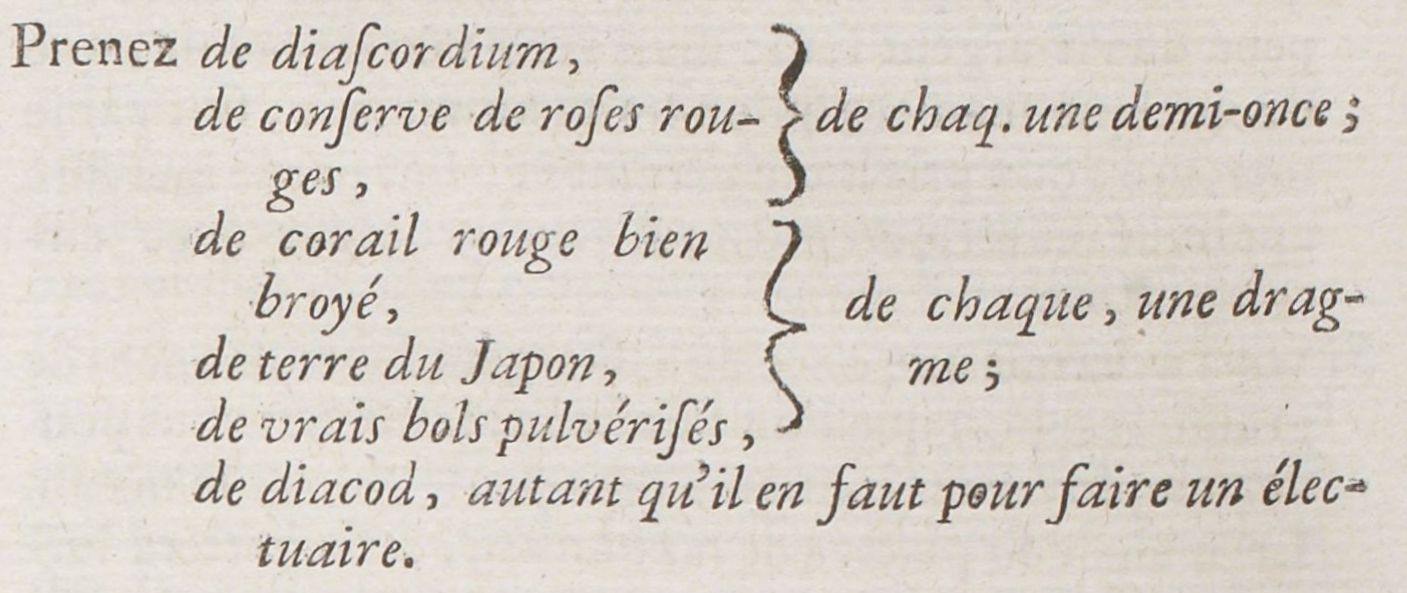 Prenez de diaſcordium,
de conſerve de roſes rou-
ges,
de chaq. une demi-once;
de corail rouge bien
broyé,
de terre du Japon,
de vrais bols pulvériſés,
de chaque, une drag-
me;
de diacod, autant qu'il en faut pour faire un élec-
tuaire.